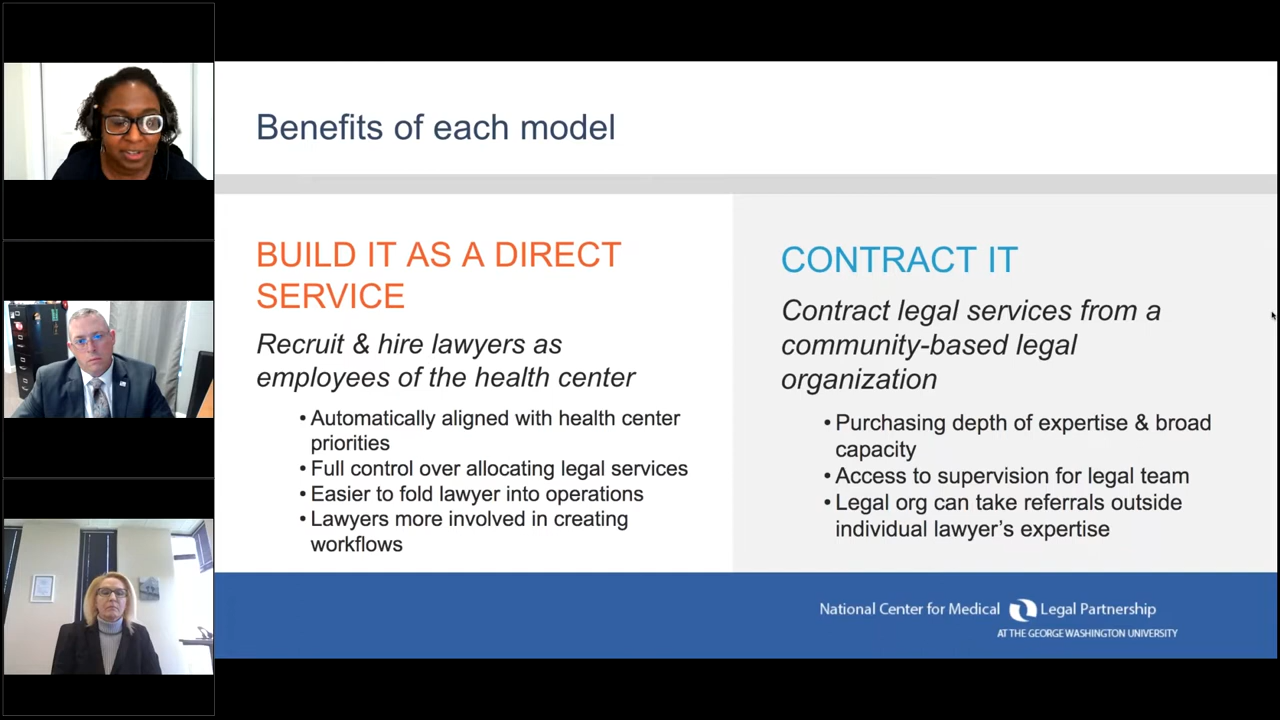 Benefits of each model
BUILD IT AS A DIRECT
SERVICE
Recruit & hire lawyers as
employees of the health center
• Automatically aligned with health center
priorities
• Full control over allocating legal services
• Easier to fold lawyer into operations
• Lawyers more involved in creating
workflows
CONTRACT IT
Contract legal services from a
community-based legal
organization
• Purchasing depth of expertise & broad
capacity
• Access to supervision for legal team
• Legal org can take referrals outside
individual lawyer's expertise
National Center for Medical Legal Partnership
AT THE GEORGE WASHINGTON UNIVERSITY